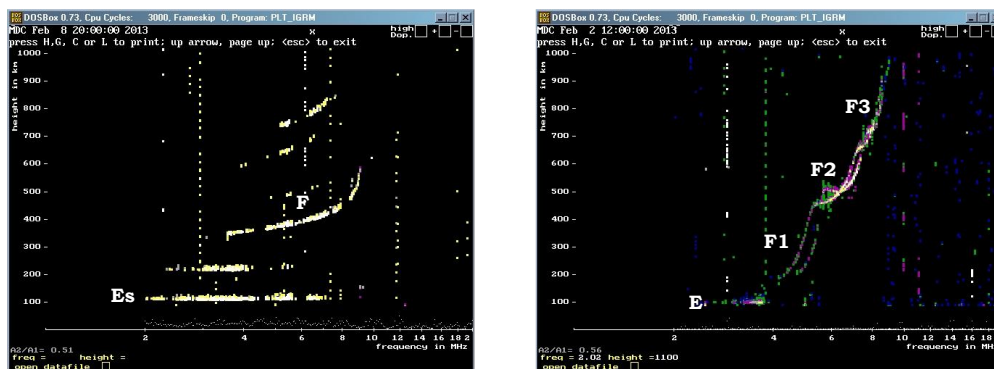 DOSBox 0.73, Cpu Cycles: 3000, Frameskip 0, Program: PLT_IGRM
MDC Feb 8 20:00:00 2013 x high Dop. + -
press H,G, C or L to print; up arrow, page up; <esc> to exit
height in km
1000
900
800
700
600
500
400
300
200
100
F
Es
2 4 6 8 10 12 14 16 18 2
frequency in MHz
A2/A1= 0.51
freq = height =
open datafile
DOSBox 0.73, Cpu Cycles: 3000, Frameskip 0, Program: PLT_IGRM
MDC Feb 2 12:00:00 2013 x high Dop. + -
press H,G, C or L to print; up arrow, page up; <esc> to exit
height in km
1000
900
800
700
600
500
400
300
200
100
F3
F2
F1
E
2 4 6 8 10 12 14 16 18
frequency in MHz
A2/A1= 0.56
freq = 2.02 height =1100
open datafile